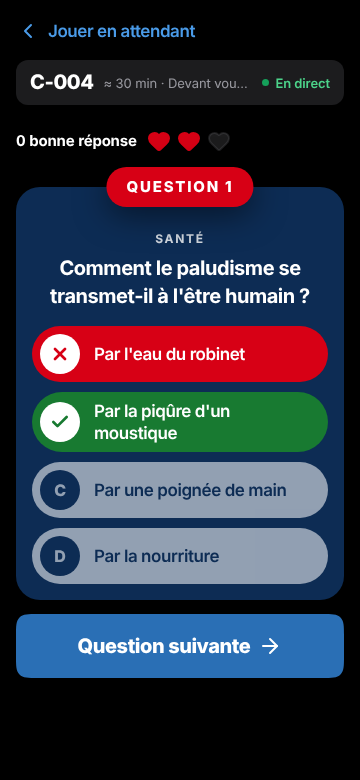 Jouer en attendant
C-004 ≈ 30 min · Devant vou... En direct
0 bonne réponse
QUESTION 1
SANTÉ
Comment le paludisme se
transmet-il à l'être humain ?
Par l'eau du robinet
Par la piqûre d'un
moustique
C Par une poignée de main
D Par la nourriture
Question suivante →